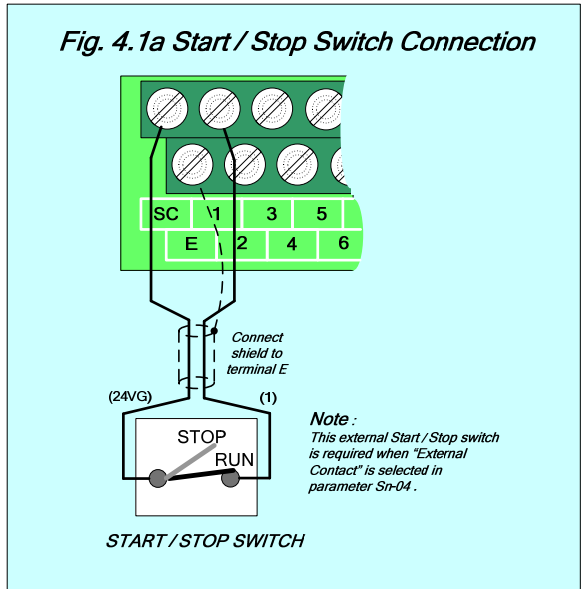 Fig. 4.1a Start / Stop Switch Connection
SC 1 3 5
E 2 4 6
Connect
shield to
terminal E
(24VG)
(1)
STOP
RUN
START / STOP SWITCH
Note :
This external Start / Stop switch
is required when “External
Contact” is selected in
parameter Sn-04 .